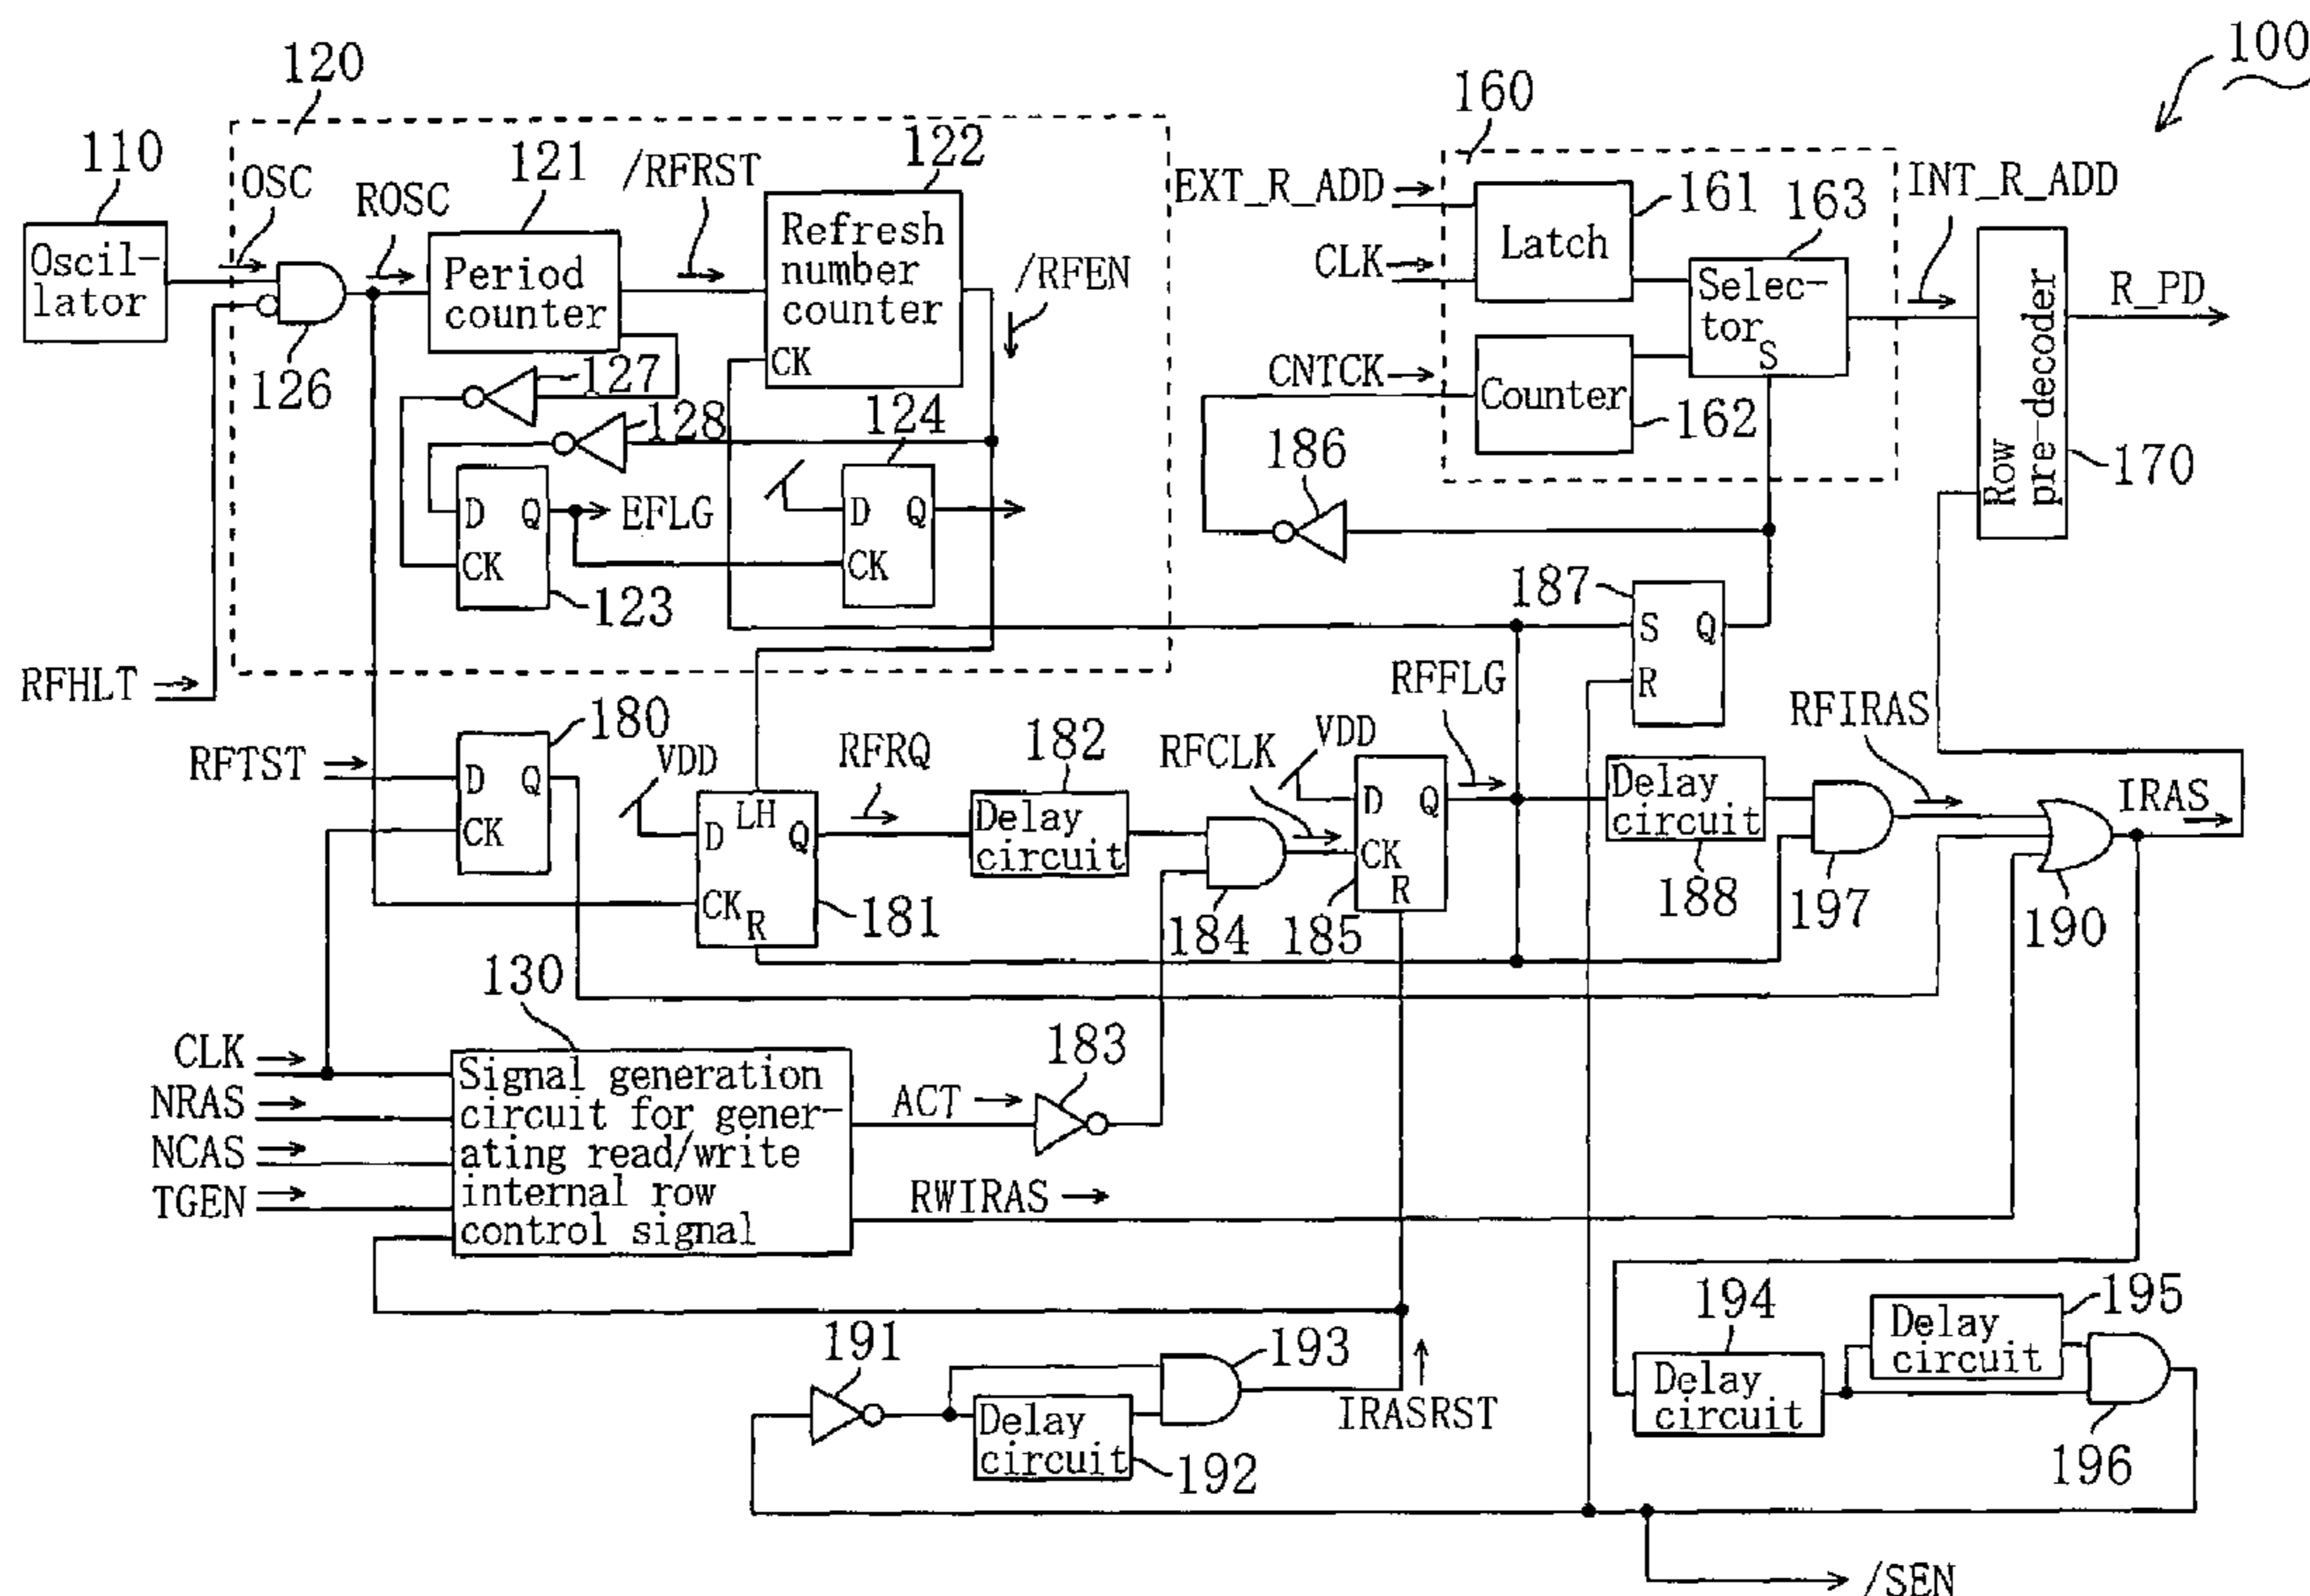 100
120
160
110
OSC
ROSC
121
/RFRST
122
EXT_R_ADD
161
163
INT_R_ADD
Oscil-
lator
Period
counter
Refresh
number
counter
CK
/RFEN
CLK
Latch
Selec-
tor
S
Row
pre-decoder
R_PD
126
127
128
124
CNTCK
Counter
162
186
170
D Q
CK
EFLG
123
D Q
CK
187
S Q
R
RFHLT
RFTST
180
D Q
CK
VDD
RFRQ
182
RFCLK
VDD
RFFLG
RFIRAS
LH
D Q
CK
R
181
Delay
circuit
184
D Q
CK
R
185
Delay
circuit
188
197
190
IRAS
130
CLK
NRAS
NCAS
TGEN
Signal generation
circuit for gener-
ating read/write
internal row
control signal
ACT
183
RWIRAS
191
193
Delay
circuit
192
IRASRST
194
195
Delay
circuit
Delay
circuit
196
/SEN